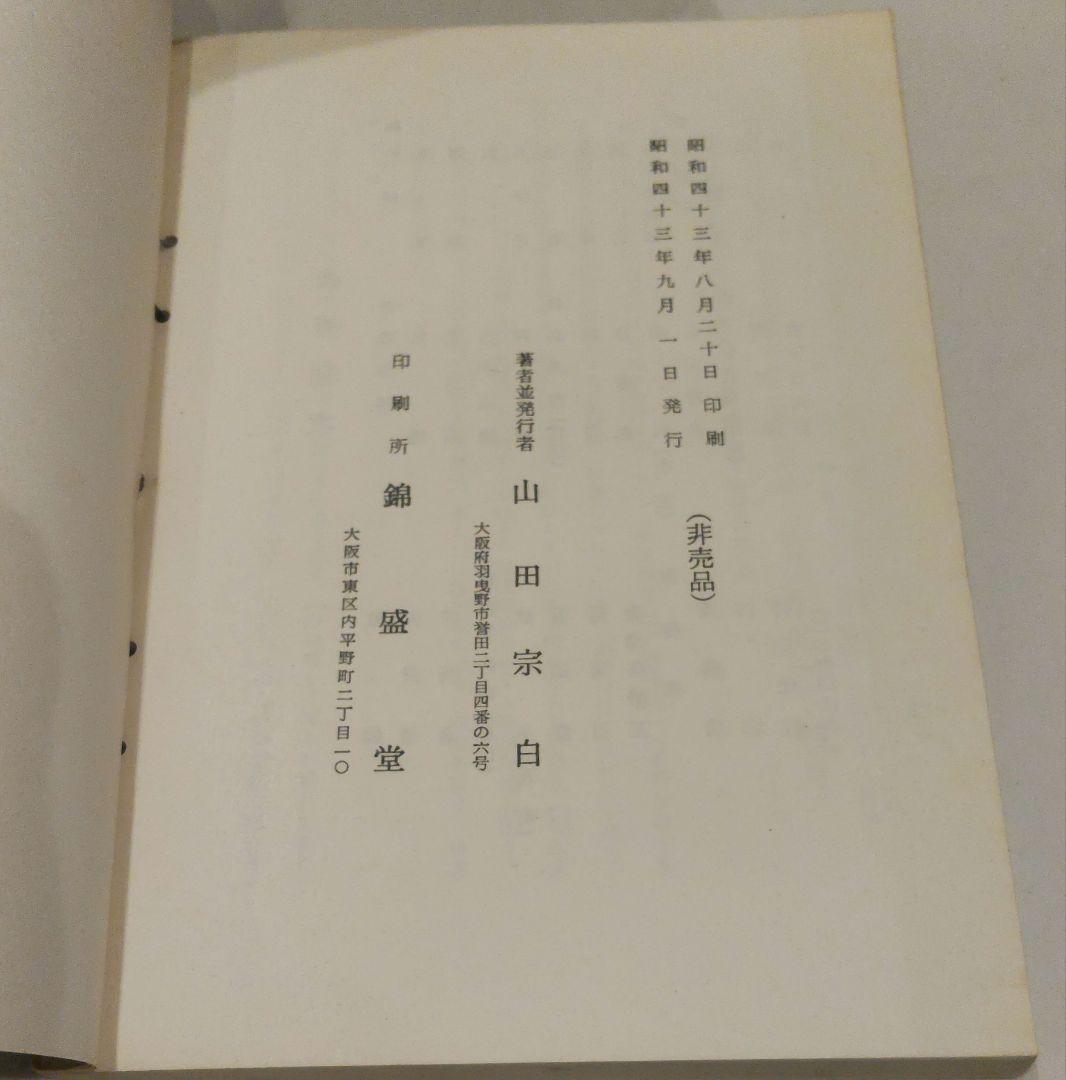 昭和四十三年八月二十日印刷
昭和四十三年九月一日発行
(非売品)
著者並発行者 山田宗白
大阪府羽曳野市誉田二丁目四番の六号
印刷所 錦盛堂
大阪市東区内平野町二丁目一〇